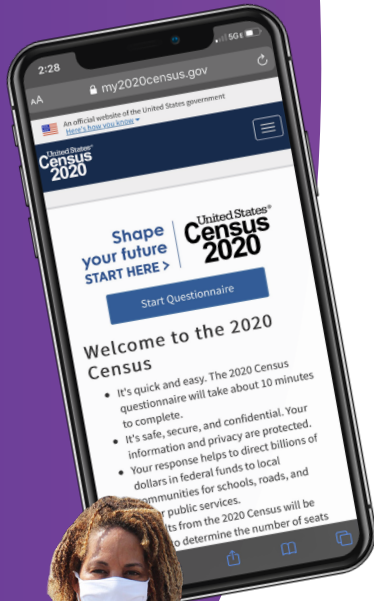 2:28
5GE
AA
my2020census.gov
An official website of the United States government
Here's how you know
United States®
Census
2020
Shape
your future
START HERE >
United States®
Census
2020
Start Questionnaire
Welcome to the 2020
Census
• It's quick and easy. The 2020 Census
questionnaire will take about 10 minutes
to complete.
• It's safe, secure, and confidential. Your
information and privacy are protected.
• Your response helps to direct billions of
dollars in federal funds to local
communities for schools, roads, and
public services.
from the 2020 Census will be
to determine the number of seats